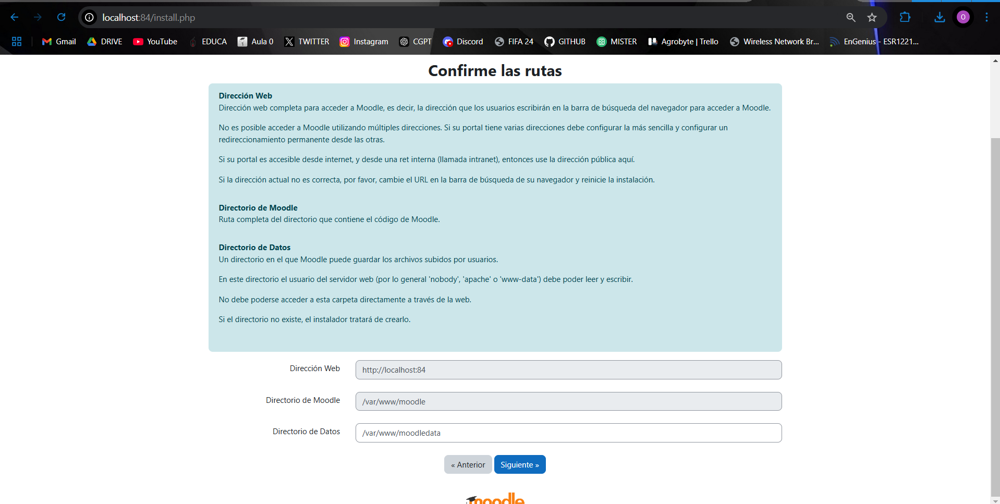 localhost:84/install.php
O
Gmail
DRIVE
YouTube
EDUCA
Aula 0
TWITTER
Instagram
CGPT
Discord
FIFA 24
GITHUB
MISTER
Agrobyte | Trello
Wireless Network Br...
EnGenius - ESR1221...
Confirme las rutas
Dirección Web
Dirección web completa para acceder a Moodle, es decir, la dirección que los usuarios escribirán en la barra de búsqueda del navegador para acceder a Moodle.
No es posible acceder a Moodle utilizando múltiples direcciones. Si su portal tiene varias direcciones debe configurar la más sencilla y configurar un
redireccionamiento permanente desde las otras.
Si su portal es accesible desde internet, y desde una ret interna (llamada intranet), entonces use la dirección pública aquí.
Si la dirección actual no es correcta, por favor, cambie el URL en la barra de búsqueda de su navegador y reinicie la instalación.
Directorio de Moodle
Ruta completa del directorio que contiene el código de Moodle.
Directorio de Datos
Un directorio en el que Moodle puede guardar los archivos subidos por usuarios.
En este directorio el usuario del servidor web (por lo general 'nobody', 'apache' o 'www-data') debe poder leer y escribir.
No debe poderse acceder a esta carpeta directamente a través de la web.
Si el directorio no existe, el instalador tratará de crearlo.
Dirección Web
http://localhost:84
Directorio de Moodle
/var/www/moodle
Directorio de Datos
/var/www/moodledata
« Anterior
Siguiente »
moodle